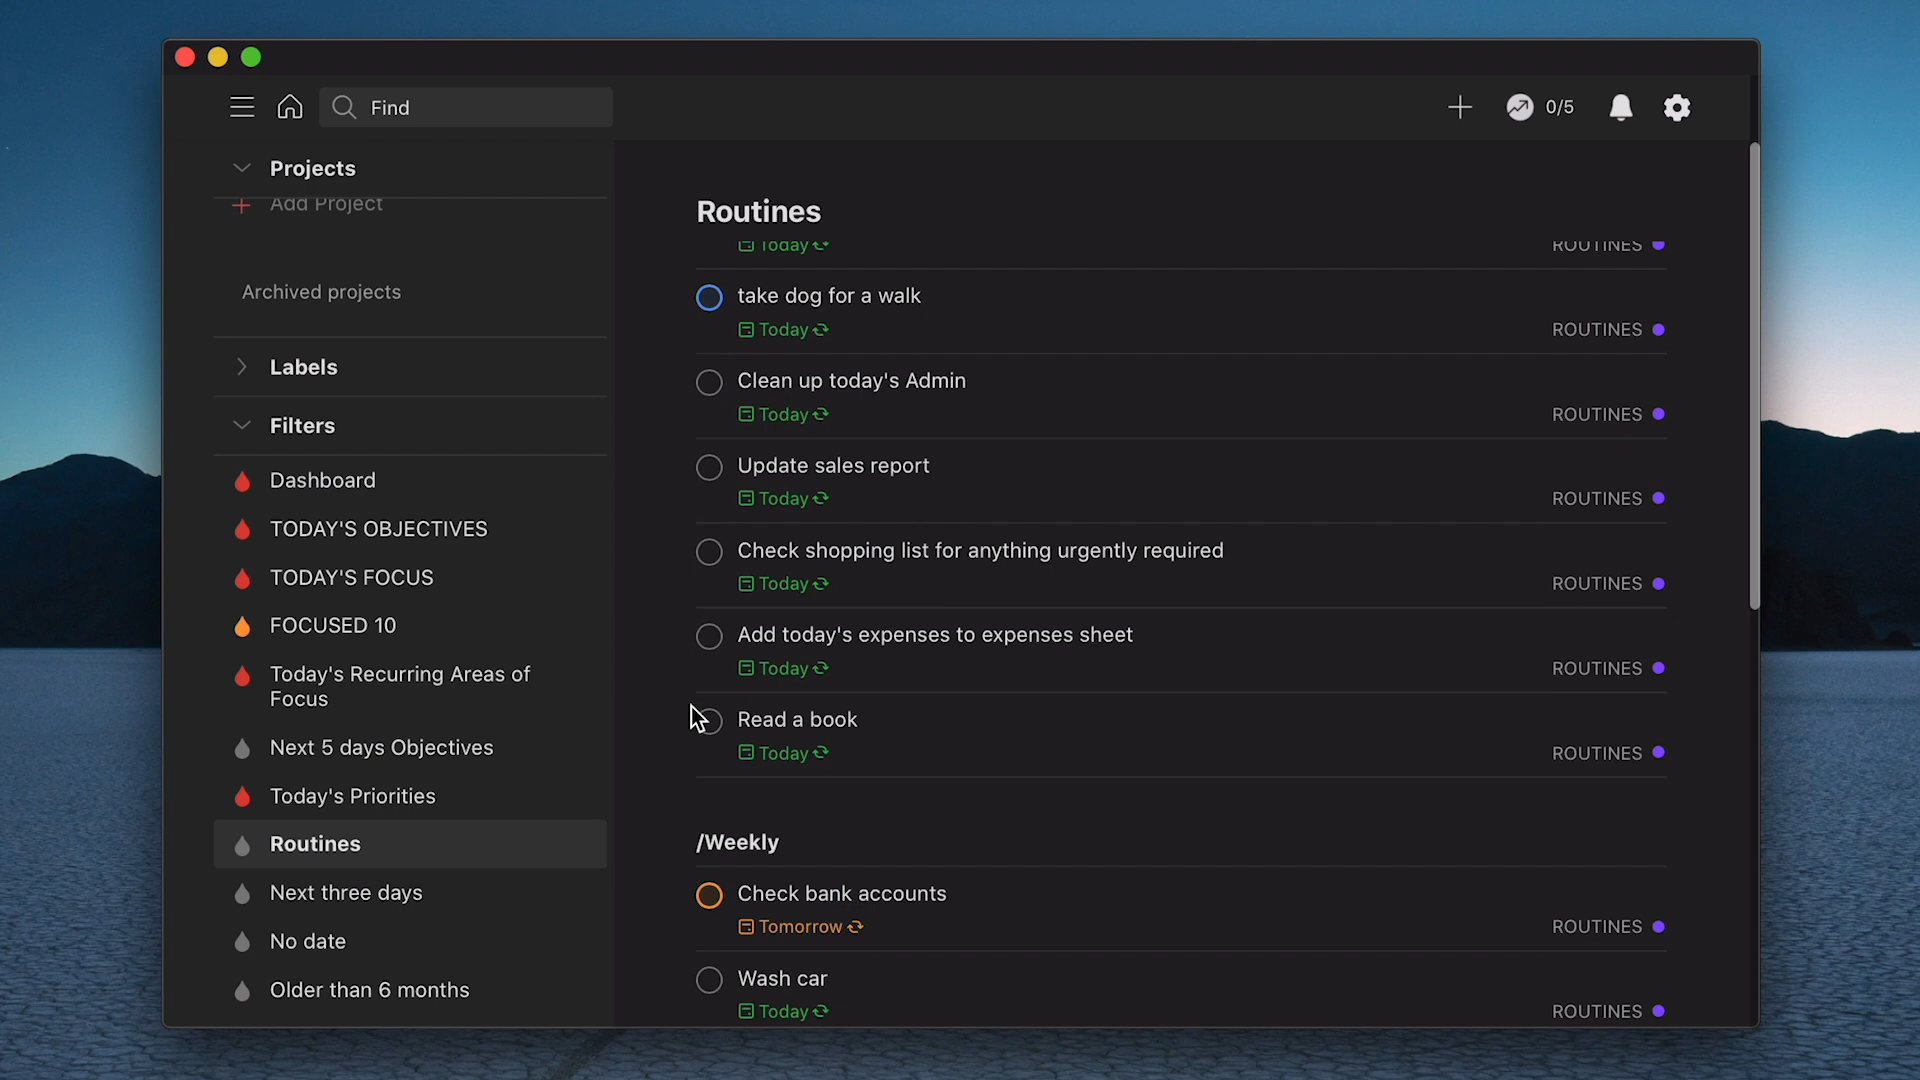 Find
0/5
Projects
Add Project
Archived projects
Labels
Filters
Dashboard
TODAY'S OBJECTIVES
TODAY'S FOCUS
FOCUSED 10
Today's Recurring Areas of
Focus
Next 5 days Objectives
Today's Priorities
Routines
Next three days
No date
Older than 6 months
Routines
Today ROUTINES
take dog for a walk
Today ROUTINES
Clean up today's Admin
Today ROUTINES
Update sales report
Today ROUTINES
Check shopping list for anything urgently required
Today ROUTINES
Add today's expenses to expenses sheet
Today ROUTINES
Read a book
Today ROUTINES
/Weekly
Check bank accounts
Tomorrow ROUTINES
Wash car
Today ROUTINES